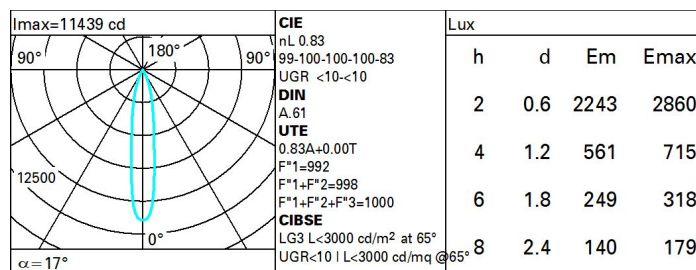 Imax=11439 cd
90°
180°
90°
12500
0°
α=17°
CIE
nL 0.83
99-100-100-100-83
UGR <10-<10
DIN
A.61
UTE
0.83A+0.00T
F"1=992
F"1+F"2=998
F"1+F"2+F"3=1000
CIBSE
LG3 L<3000 cd/m² at 65°
UGR<10 | L<3000 cd/mq @65°
Lux
h d Em Emax
2 0.6 2243 2860
4 1.2 561 715
6 1.8 249 318
8 2.4 140 179